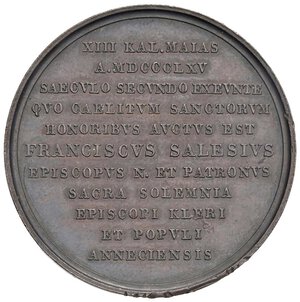 XIII KAL.MAIAS
A.MDCCCLXV
SAECVLO SECVNDO EXEVNTE
QVO CAELITVM SANCTORVM
HONORIBVS AVCTVS EST
FRANCISCVS SALESIVS
EPISCOPVS N. ET PATRONVS
SACRA SOLEMNIA
EPISCOPI KLERI
ET POPVLI
ANNECIENSIS